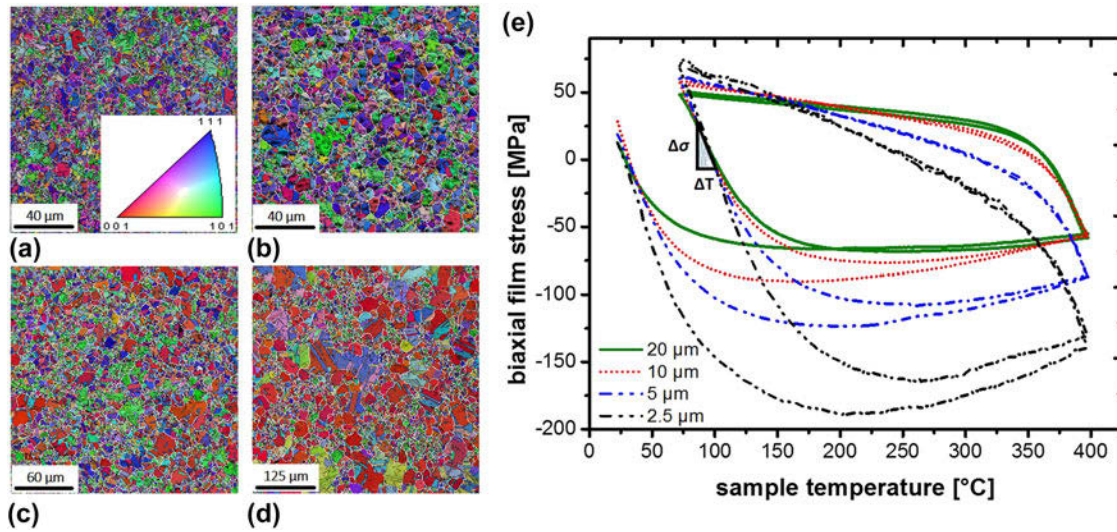 (e)
1 1 1
0 0 1
1 0 1
40 µm
40 µm
(a)
(b)
60 µm
125 µm
(c)
(d)
biaxial film stress [MPa]
50
0
-50
-100
-150
-200
Δσ
ΔT
20 µm
10 µm
5 µm
2.5 µm
0
50
100
150
200
250
300
350
400
sample temperature [°C]